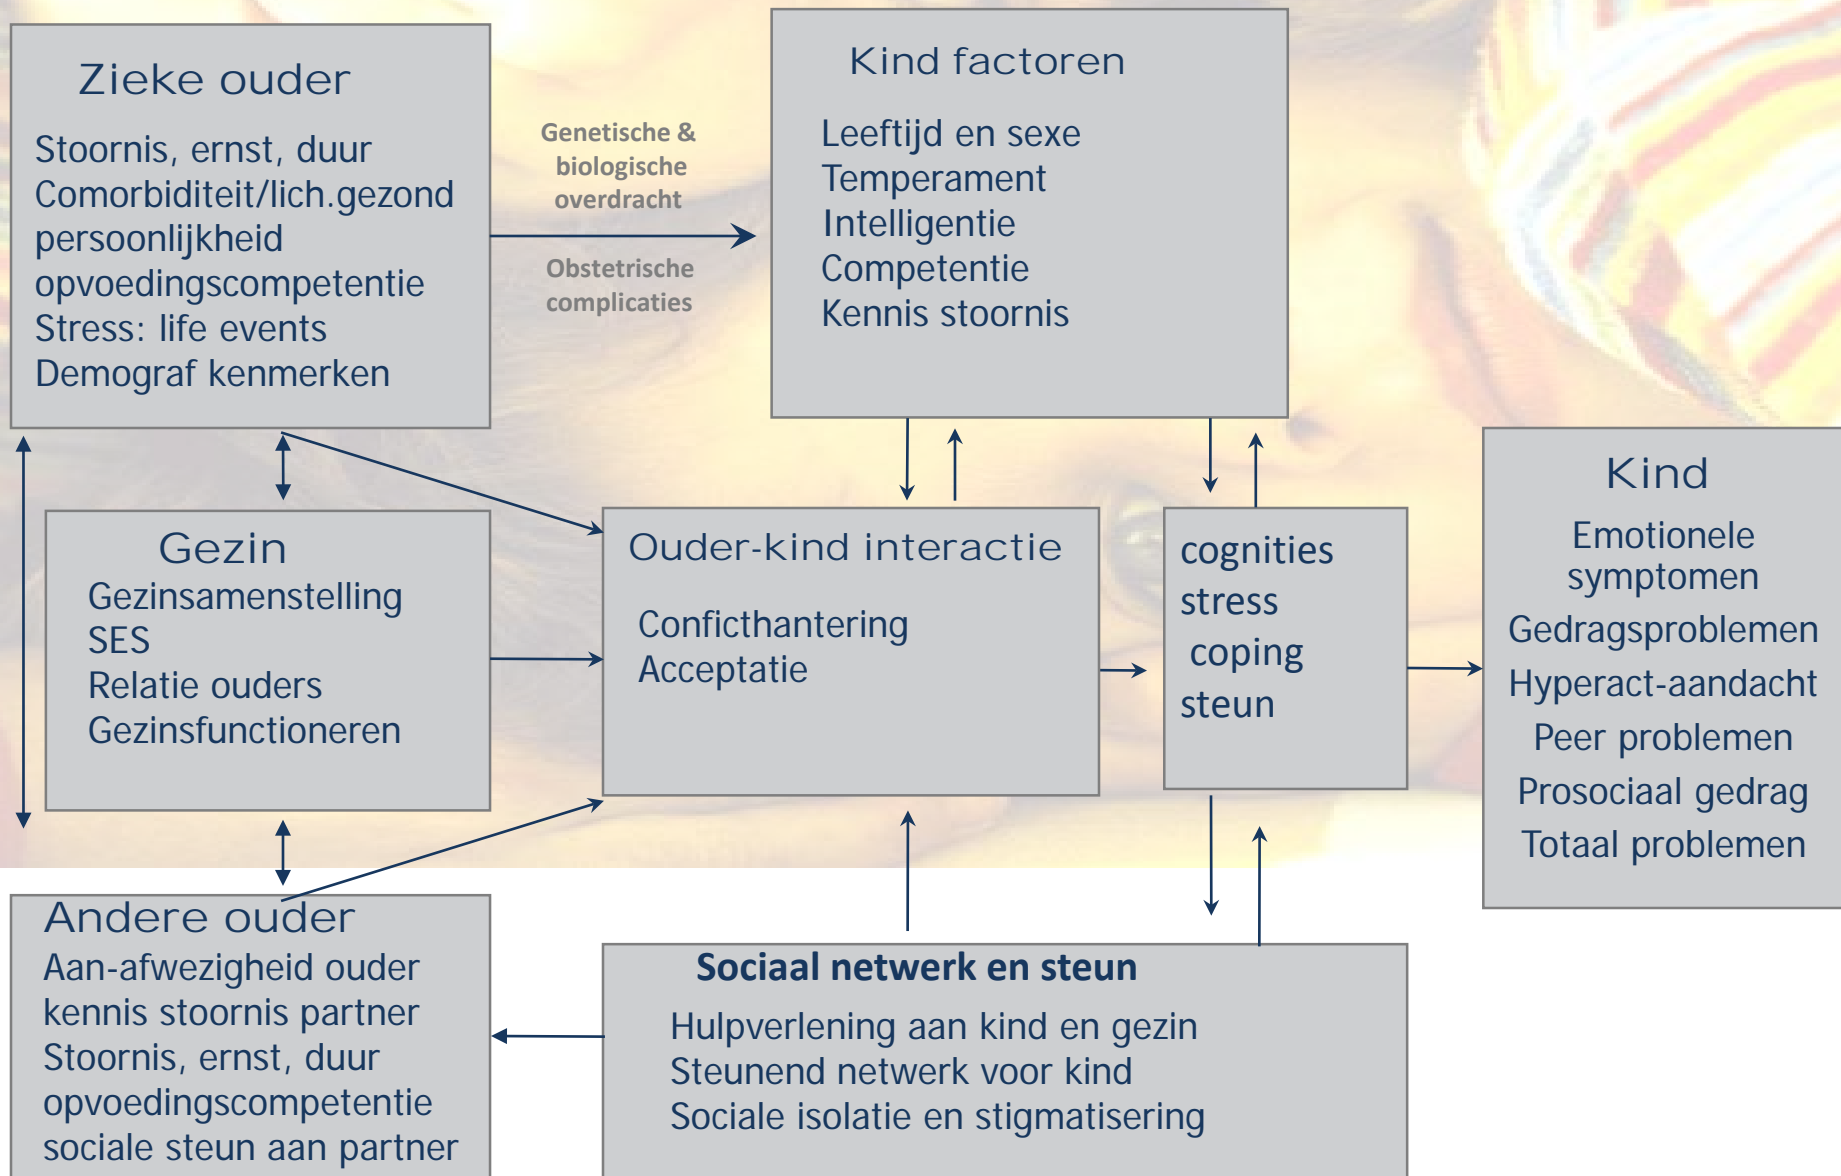 Zieke ouder
Stoornis, ernst, duur
Comorbiditeit/lich.gezond
persoonlijkheid
opvoedingscompetentie
Stress: life events
Demograf kenmerken
Genetische &
biologische
overdracht
Obstetrische
complicaties
Kind factoren
Leeftijd en sexe
Temperament
Intelligentie
Competentie
Kennis stoornis
Gezin
Gezinsamenstelling
SES
Relatie ouders
Gezinsfunctioneren
Ouder-kind interactie
Conficthantering
Acceptatie
cognities
stress
coping
steun
Kind
Emotionele
symptomen
Gedragsproblemen
Hyperact-aandacht
Peer problemen
Prosociaal gedrag
Totaal problemen
Andere ouder
Aan-afwezigheid ouder
kennis stoornis partner
Stoornis, ernst, duur
opvoedingscompetentie
sociale steun aan partner
Sociaal netwerk en steun
Hulpverlening aan kind en gezin
Steunend netwerk voor kind
Sociale isolatie en stigmatisering